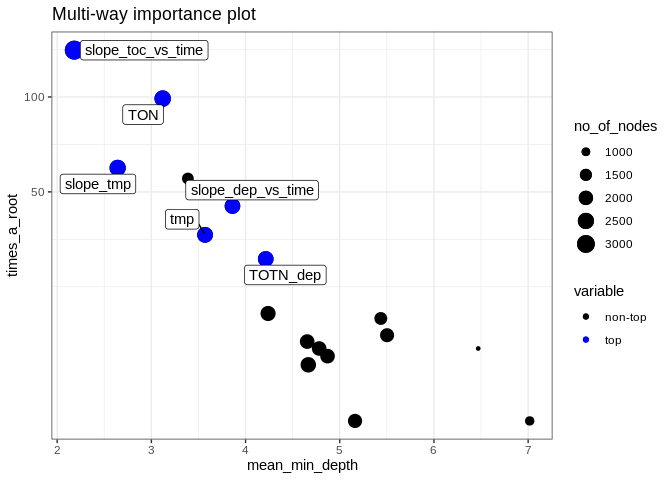 Multi-way importance plot
slope_toc_vs_time
TON
slope_tmp
slope_dep_vs_time
tmp
TOTN_dep
100
50
times_a_root
2 3 4 5 6 7
mean_min_depth
no_of_nodes
1000
1500
2000
2500
3000
variable
non-top
top